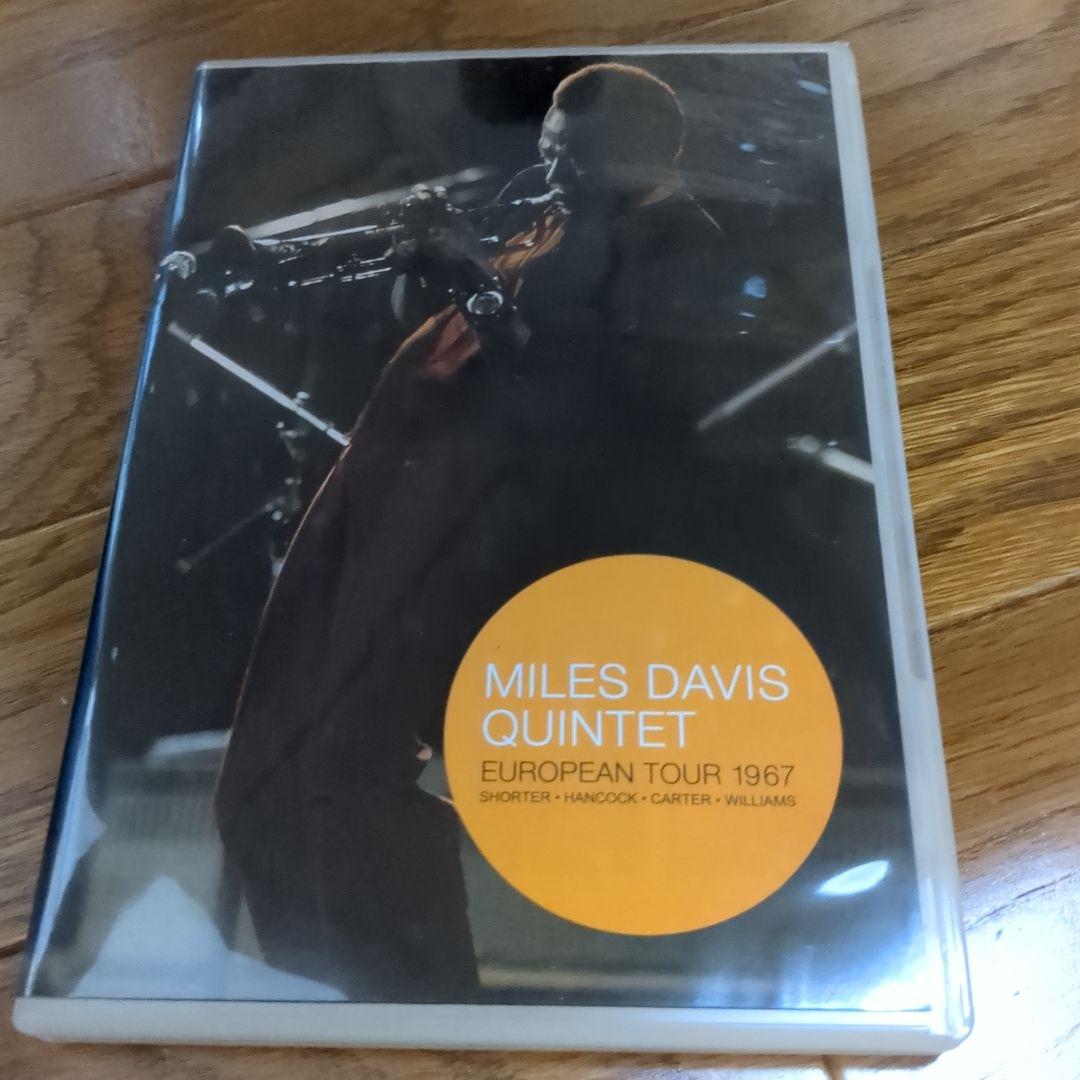 MILES DAVIS
QUINTET
EUROPEAN TOUR 1967
SHORTER • HANCOCK • CARTER • WILLIAMS